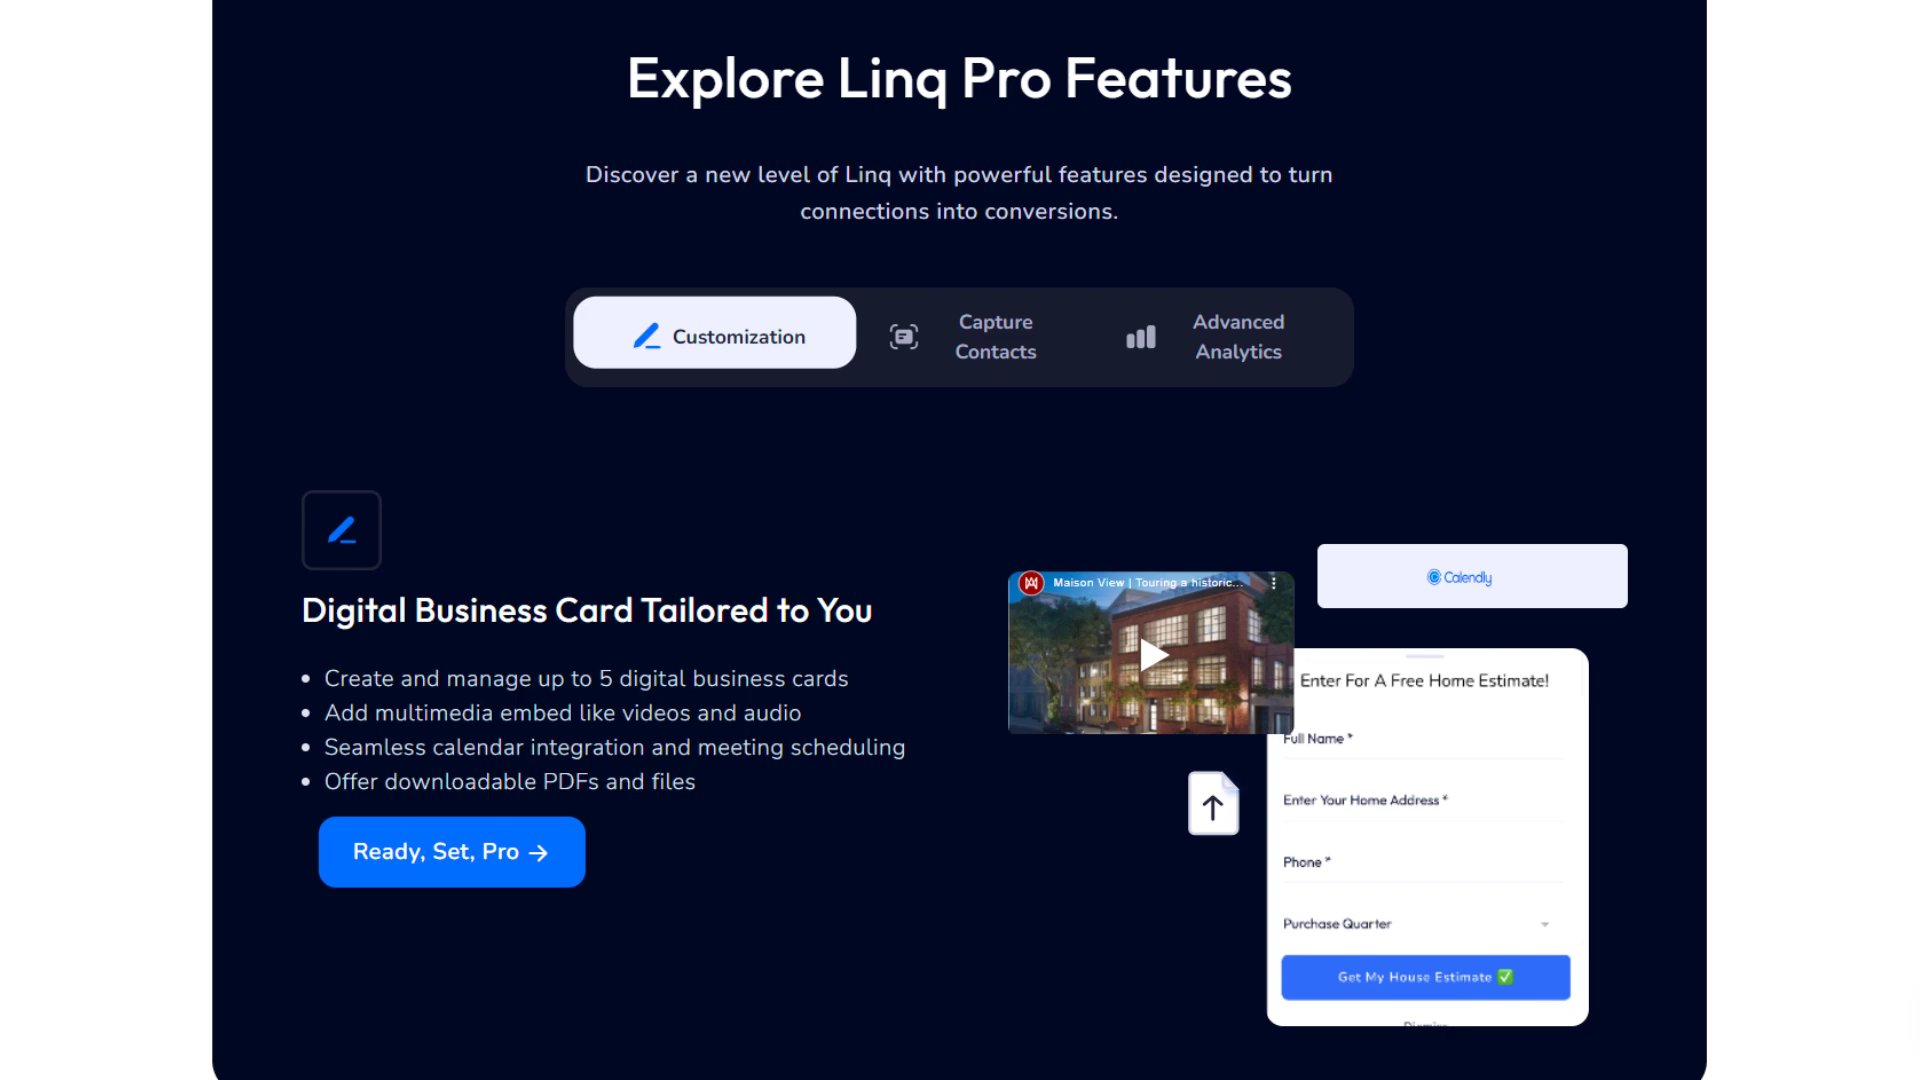 Explore Linq Pro Features
Discover a new level of Linq with powerful features designed to turn
connections into conversions.
Customization
Capture
Contacts
Advanced
Analytics
Digital Business Card Tailored to You
Create and manage up to 5 digital business cards
Add multimedia embed like videos and audio
Seamless calendar integration and meeting scheduling
Offer downloadable PDFs and files
Ready, Set, Pro →
Maison View | Touring a historic...
Calendly
Enter For A Free Home Estimate!
Full Name *
Enter Your Home Address *
Phone *
Purchase Quarter
Get My House Estimate ✅